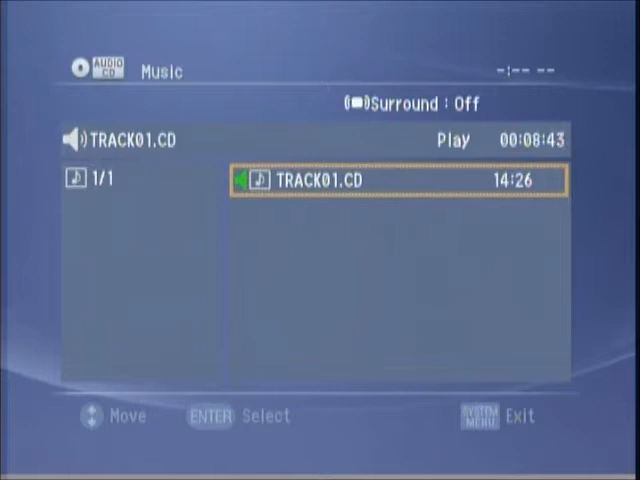 AUDIO CD Music -:-- --
Surround : Off
TRACK01.CD Play 00:08:43
1/1 TRACK01.CD 14:26
Move ENTER Select SYSTEM MENU Exit